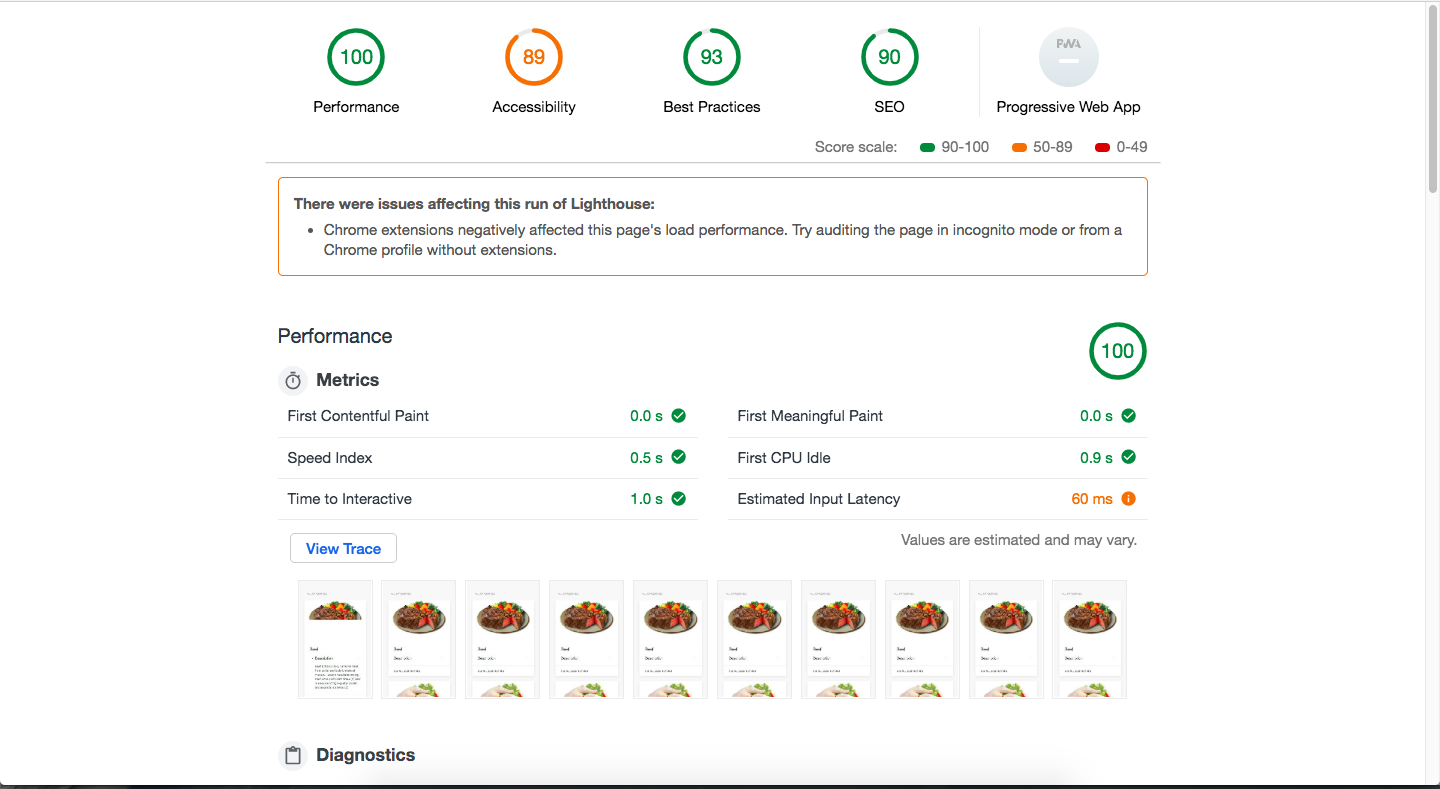 100
89
93
90
PWA
Performance
Accessibility
Best Practices
SEO
Progressive Web App
Score scale: 90-100 50-89 0-49
There were issues affecting this run of Lighthouse:
• Chrome extensions negatively affected this page's load performance. Try auditing the page in incognito mode or from a
Chrome profile without extensions.
Performance
100
Metrics
First Contentful Paint 0.0 s
First Meaningful Paint 0.0 s
Speed Index 0.5 s
First CPU Idle 0.9 s
Time to Interactive 1.0 s
Estimated Input Latency 60 ms
View Trace
Values are estimated and may vary.
Diagnostics